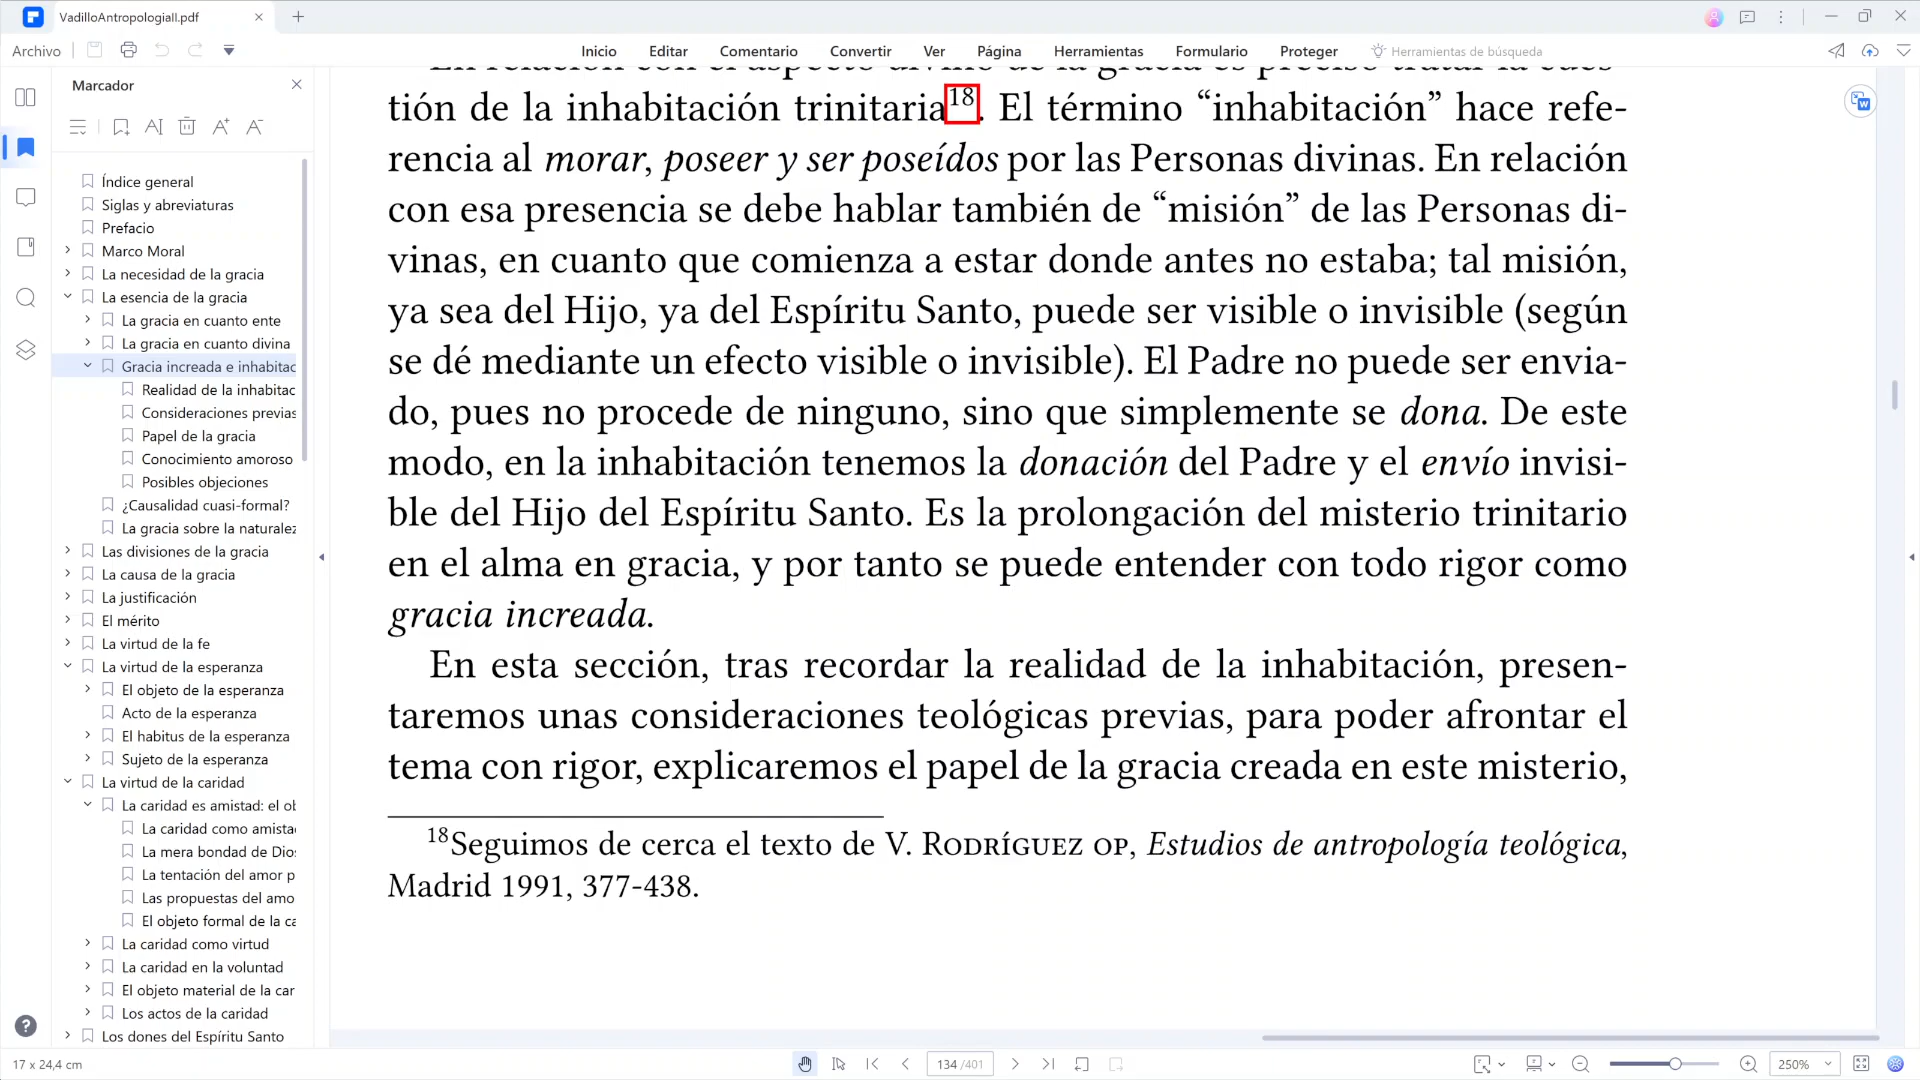 VadilloAntropologiaII.pdf
Archivo
Inicio
Editar
Comentario
Convertir
Ver
Página
Herramientas
Formulario
Proteger
Herramientas de búsqueda
Marcador
Índice general
Siglas y abreviaturas
Prefacio
Marco Moral
La necesidad de la gracia
La esencia de la gracia
La gracia en cuanto ente
La gracia en cuanto divina
Gracia increada e inhabitac
Realidad de la inhabitac
Consideraciones previas
Papel de la gracia
Conocimiento amoroso
Posibles objeciones
¿Causalidad cuasi-formal?
La gracia sobre la naturalez
Las divisiones de la gracia
La causa de la gracia
La justificación
El mérito
La virtud de la fe
La virtud de la esperanza
El objeto de la esperanza
Acto de la esperanza
El habitus de la esperanza
Sujeto de la esperanza
La virtud de la caridad
La caridad es amistad: el ob
La caridad como amista
La mera bondad de Dio
La tentación del amor p
Las propuestas del amo
El objeto formal de la ca
La caridad como virtud
La caridad en la voluntad
El objeto material de la car
Los actos de la caridad
Los dones del Espíritu Santo
En relación con el aspecto divino de la gracia es preciso tratar la cues-
tión de la inhabitación trinitaria18. El término “inhabitación” hace refe-
rencia al morar, poseer y ser poseídos por las Personas divinas. En relación
con esa presencia se debe hablar también de “misión” de las Personas di-
vinas, en cuanto que comienza a estar donde antes no estaba; tal misión,
ya sea del Hijo, ya del Espíritu Santo, puede ser visible o invisible (según
se dé mediante un efecto visible o invisible). El Padre no puede ser envia-
do, pues no procede de ninguno, sino que simplemente se dona. De este
modo, en la inhabitación tenemos la donación del Padre y el envío invisi-
ble del Hijo del Espíritu Santo. Es la prolongación del misterio trinitario
en el alma en gracia, y por tanto se puede entender con todo rigor como
gracia increada.
En esta sección, tras recordar la realidad de la inhabitación, presen-
taremos unas consideraciones teológicas previas, para poder afrontar el
tema con rigor, explicaremos el papel de la gracia creada en este misterio,
18Seguimos de cerca el texto de V. Rodríguez op, Estudios de antropología teológica,
Madrid 1991, 377-438.
17 x 24,4 cm
134 /401
250%